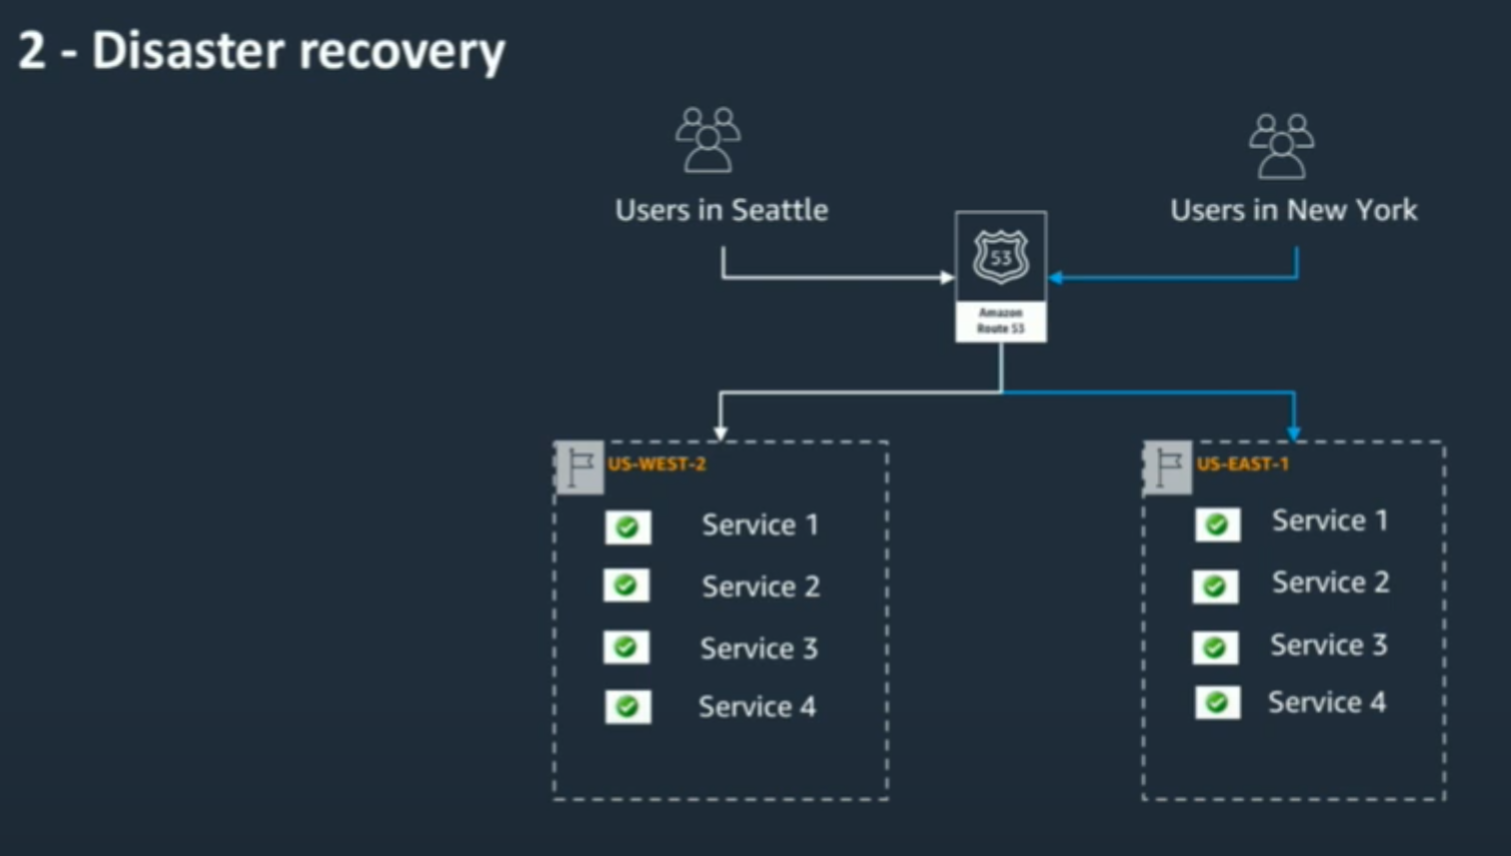 2 - Disaster recovery
Users in Seattle
Users in New York
53
Amazon
Route 53
US-WEST-2
Service 1
Service 2
Service 3
Service 4
US-EAST-1
Service 1
Service 2
Service 3
Service 4